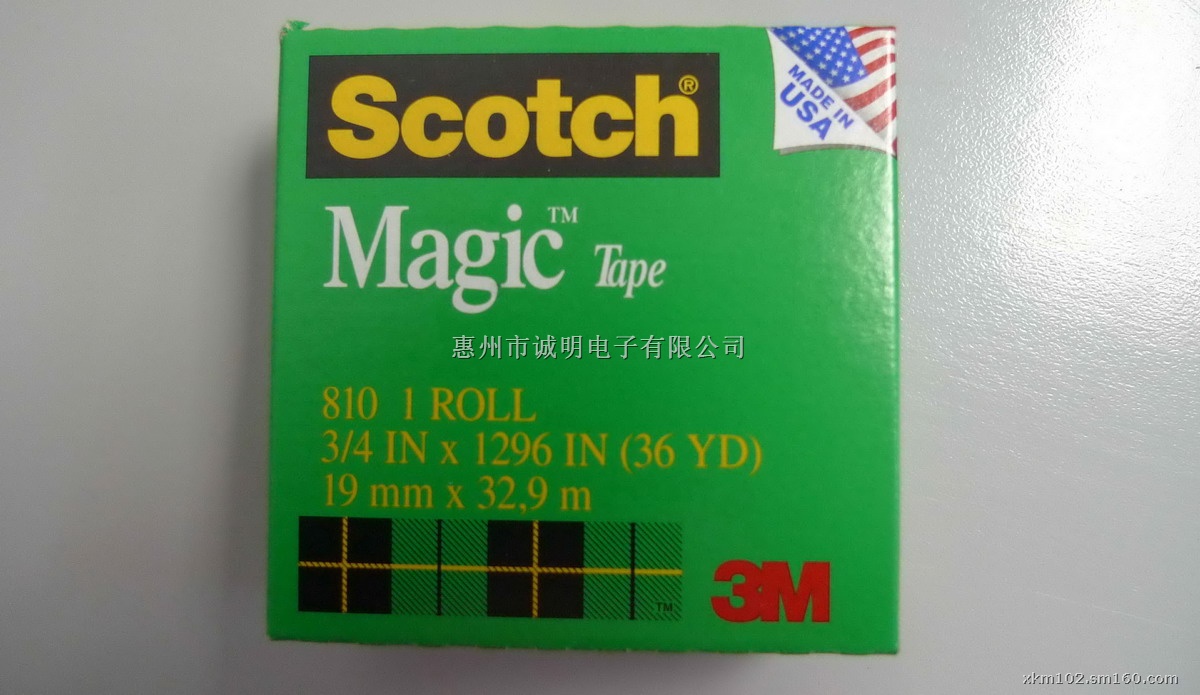 Scotch®
MADE IN
USA
Magic™ Tape
惠州市诚明电子有限公司
810 1 ROLL
3/4 IN x 1296 IN (36 YD)
19 mm x 32,9 m
TM
3M
xkm102.sm160.com